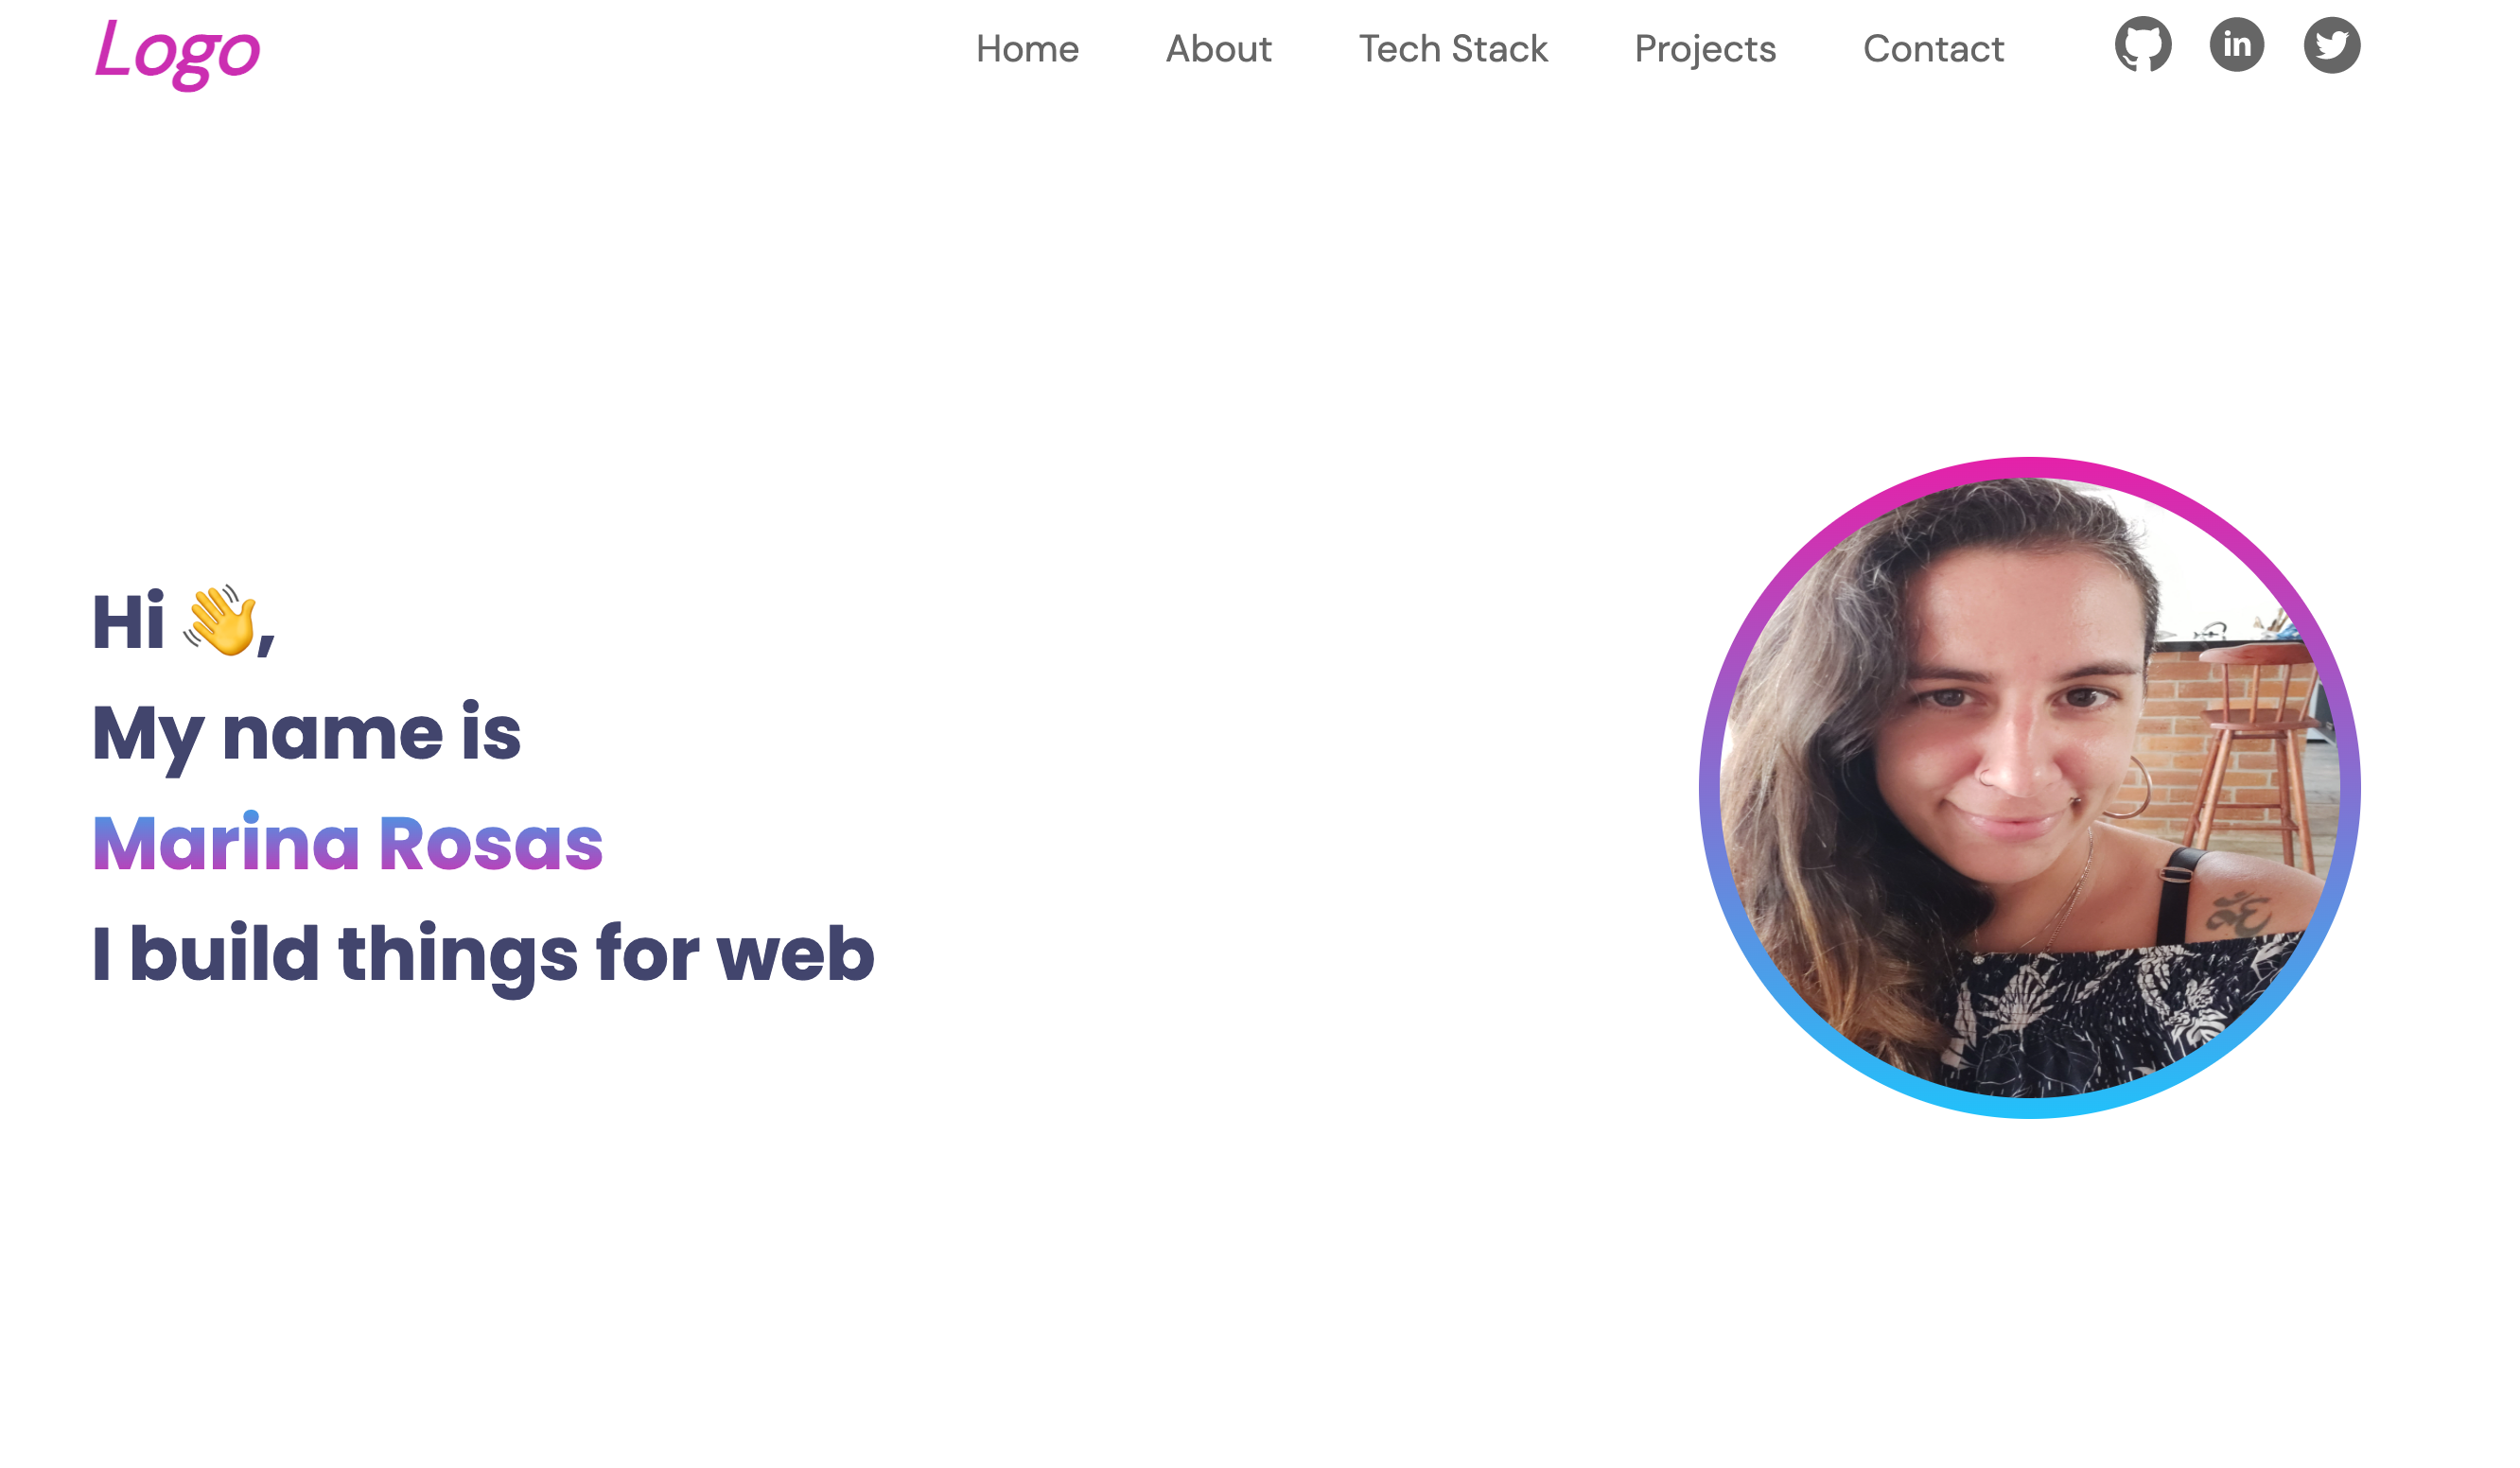 Logo
Home About Tech Stack Projects Contact
in
Hi 👋,
My name is
Marina Rosas
I build things for web